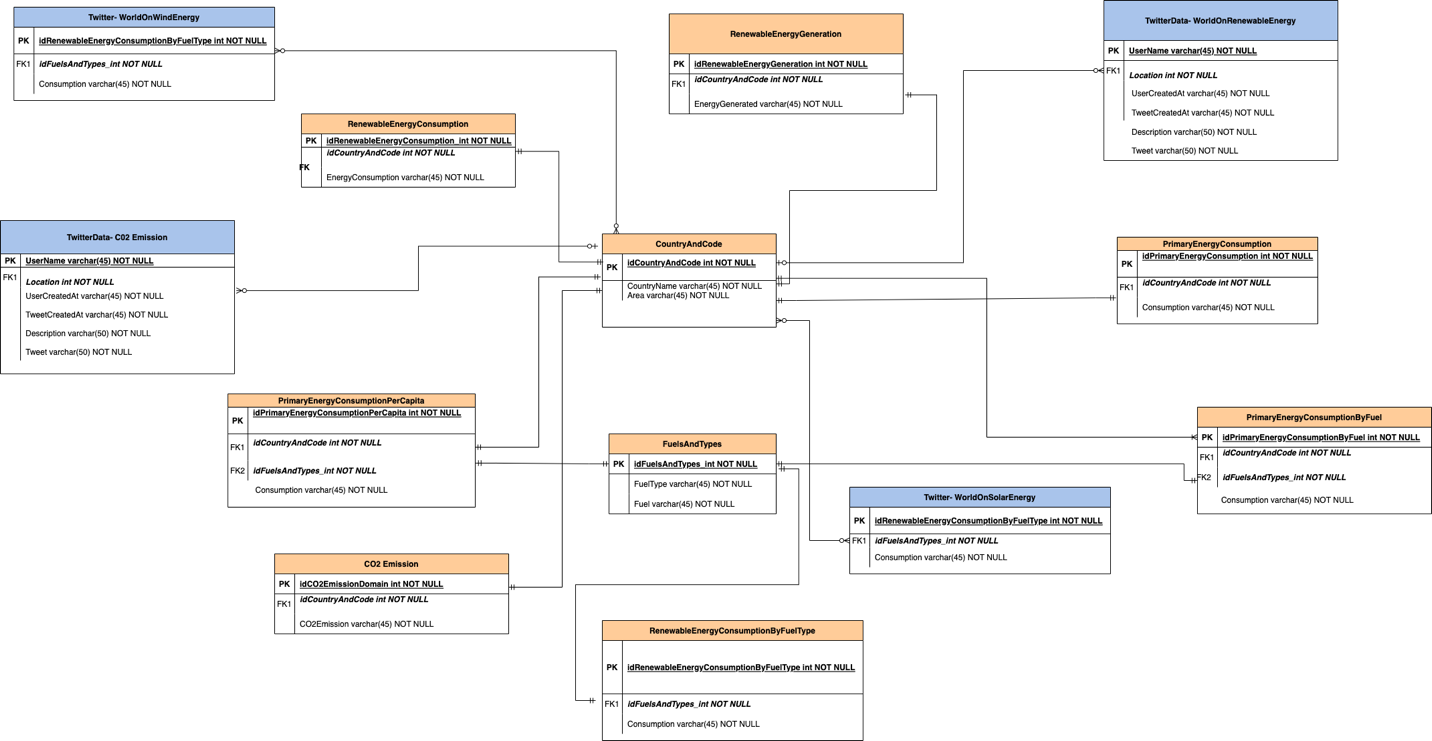 Twitter- WorldOnWindEnergy
PK idRenewableEnergyConsumptionByFuelType int NOT NULL
FK1 idFuelsAndTypes_int NOT NULL
Consumption varchar(45) NOT NULL
RenewableEnergyGeneration
PK idRenewableEnergyGeneration int NOT NULL
FK1 idCountryAndCode int NOT NULL
EnergyGenerated varchar(45) NOT NULL
TwitterData- WorldOnRenewableEnergy
PK UserName varchar(45) NOT NULL
FK1 Location int NOT NULL
UserCreatedAt varchar(45) NOT NULL
TweetCreatedAt varchar(45) NOT NULL
Description varchar(50) NOT NULL
Tweet varchar(50) NOT NULL
RenewableEnergyConsumption
PK idRenewableEnergyConsumption_int NOT NULL
idCountryAndCode int NOT NULL
FK
EnergyConsumption varchar(45) NOT NULL
TwitterData- C02 Emission
PK UserName varchar(45) NOT NULL
FK1 Location int NOT NULL
UserCreatedAt varchar(45) NOT NULL
TweetCreatedAt varchar(45) NOT NULL
Description varchar(50) NOT NULL
Tweet varchar(50) NOT NULL
CountryAndCode
PK idCountryAndCode int NOT NULL
CountryName varchar(45) NOT NULL
Area varchar(45) NOT NULL
PrimaryEnergyConsumption
PK idPrimaryEnergyConsumption int NOT NULL
FK1 idCountryAndCode int NOT NULL
Consumption varchar(45) NOT NULL
PrimaryEnergyConsumptionPerCapita
PK idPrimaryEnergyConsumptionPerCapita int NOT NULL
FK1 idCountryAndCode int NOT NULL
FK2 idFuelsAndTypes_int NOT NULL
Consumption varchar(45) NOT NULL
FuelsAndTypes
PK idFuelsAndTypes_int NOT NULL
FuelType varchar(45) NOT NULL
Fuel varchar(45) NOT NULL
PrimaryEnergyConsumptionByFuel
PK idPrimaryEnergyConsumptionByFuel int NOT NULL
FK1 idCountryAndCode int NOT NULL
FK2 idFuelsAndTypes_int NOT NULL
Consumption varchar(45) NOT NULL
Twitter- WorldOnSolarEnergy
PK idRenewableEnergyConsumptionByFuelType int NOT NULL
FK1 idFuelsAndTypes_int NOT NULL
Consumption varchar(45) NOT NULL
CO2 Emission
PK idCO2EmissionDomain int NOT NULL
FK1 idCountryAndCode int NOT NULL
CO2Emission varchar(45) NOT NULL
RenewableEnergyConsumptionByFuelType
PK idRenewableEnergyConsumptionByFuelType int NOT NULL
FK1 idFuelsAndTypes_int NOT NULL
Consumption varchar(45) NOT NULL